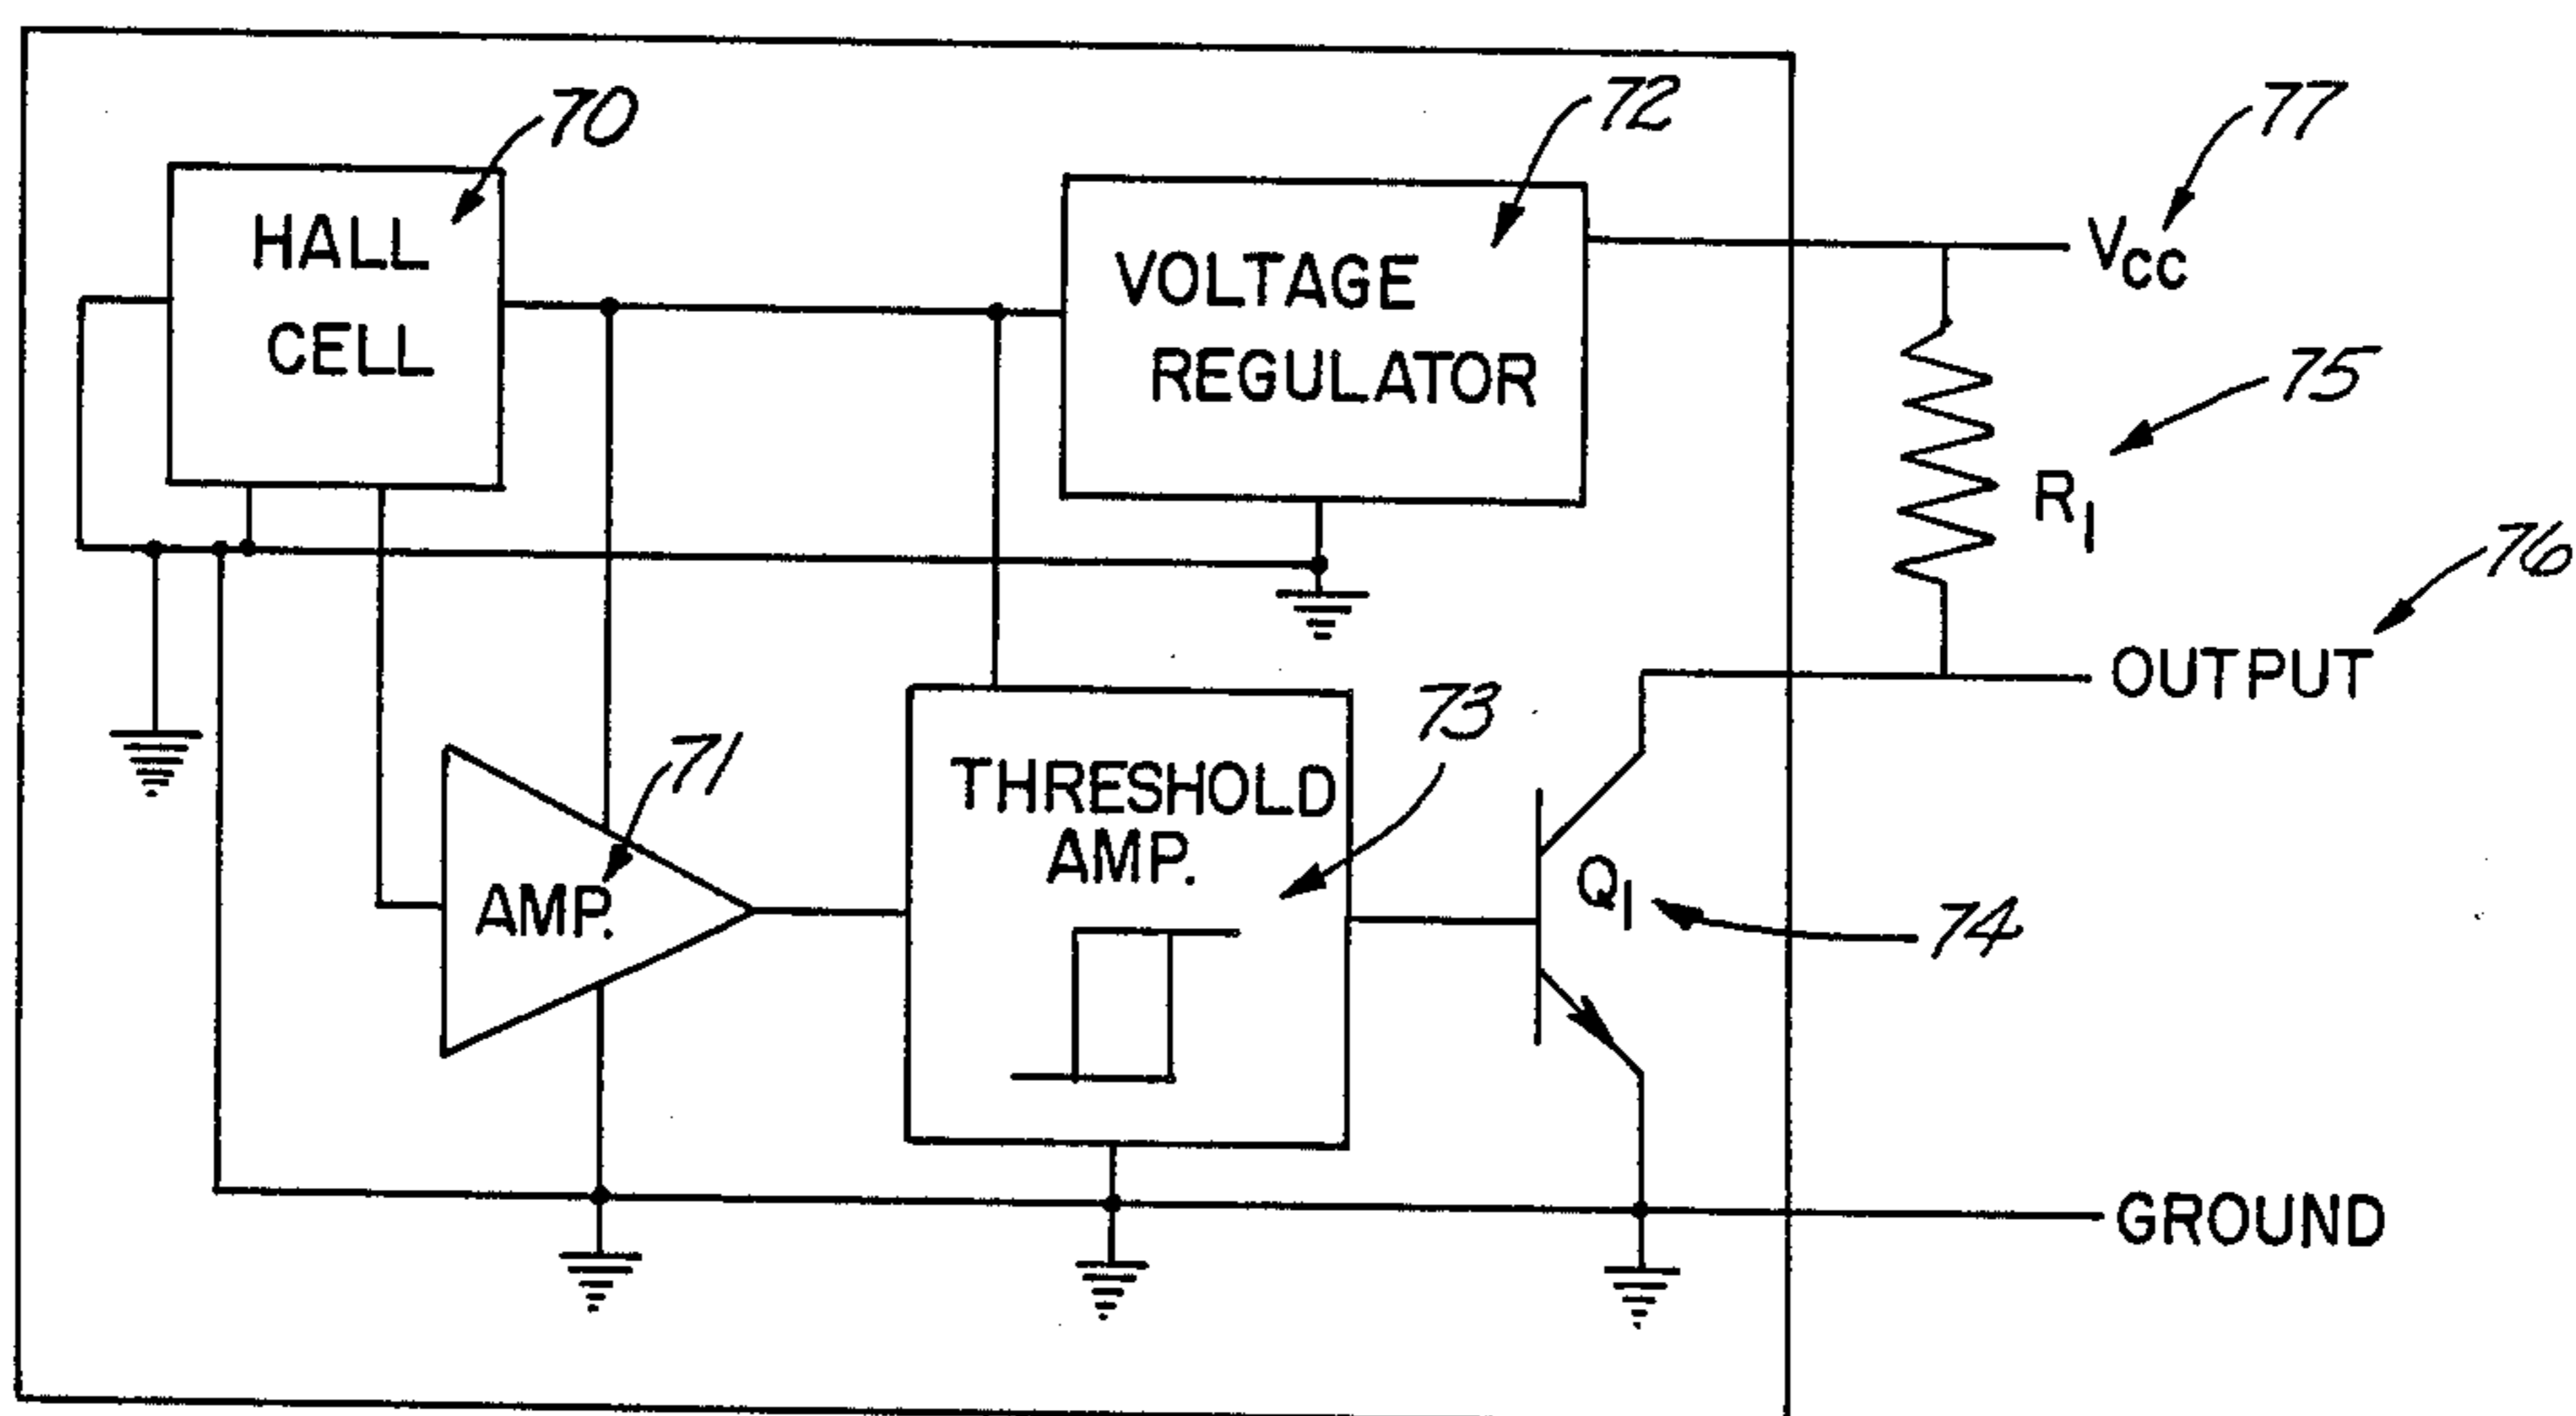 70
HALL
CELL
72
VOLTAGE
REGULATOR
77
VCC
75
R1
76
OUTPUT
71
AMP.
73
THRESHOLD
AMP.
Q1
74
GROUND